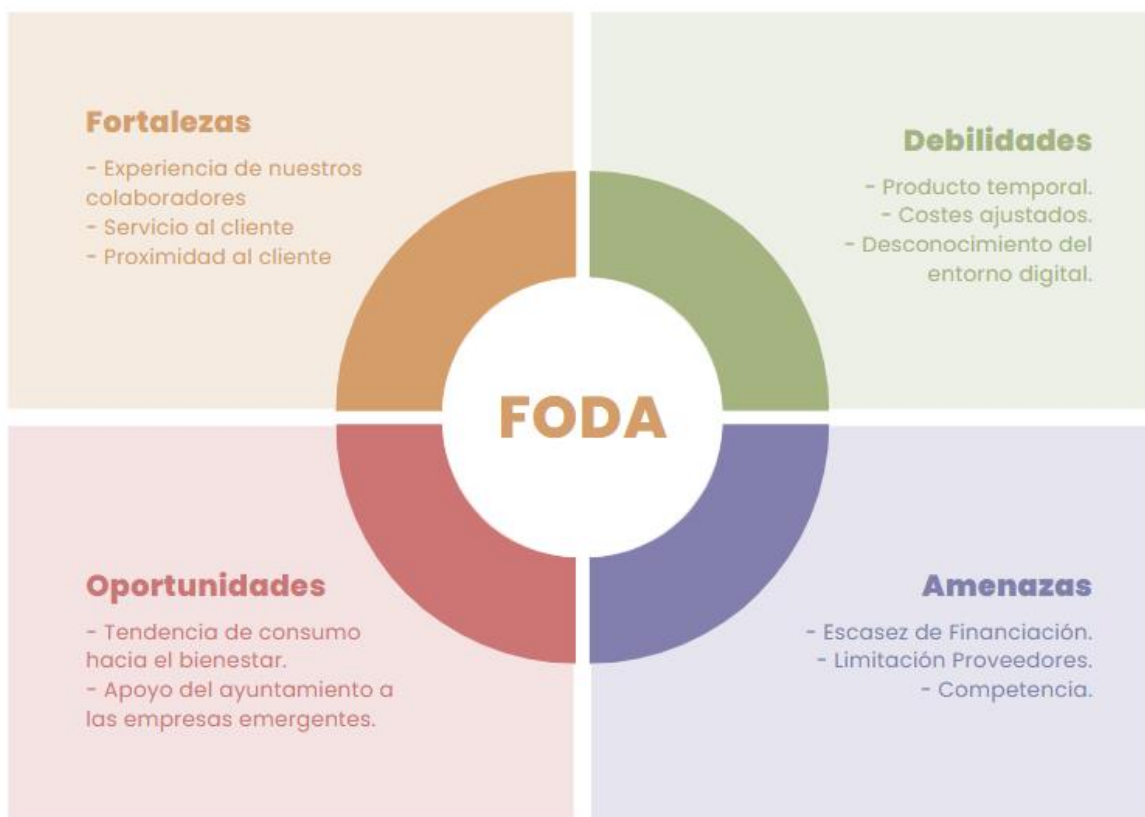 Fortalezas
- Experiencia de nuestros
colaboradores
- Servicio al cliente
- Proximidad al cliente
Debilidades
- Producto temporal.
- Costes ajustados.
- Desconocimiento del
entorno digital.
FODA
Oportunidades
- Tendencia de consumo
hacia el bienestar.
- Apoyo del ayuntamiento a
las empresas emergentes.
Amenazas
- Escasez de Financiación.
- Limitación Proveedores.
- Competencia.